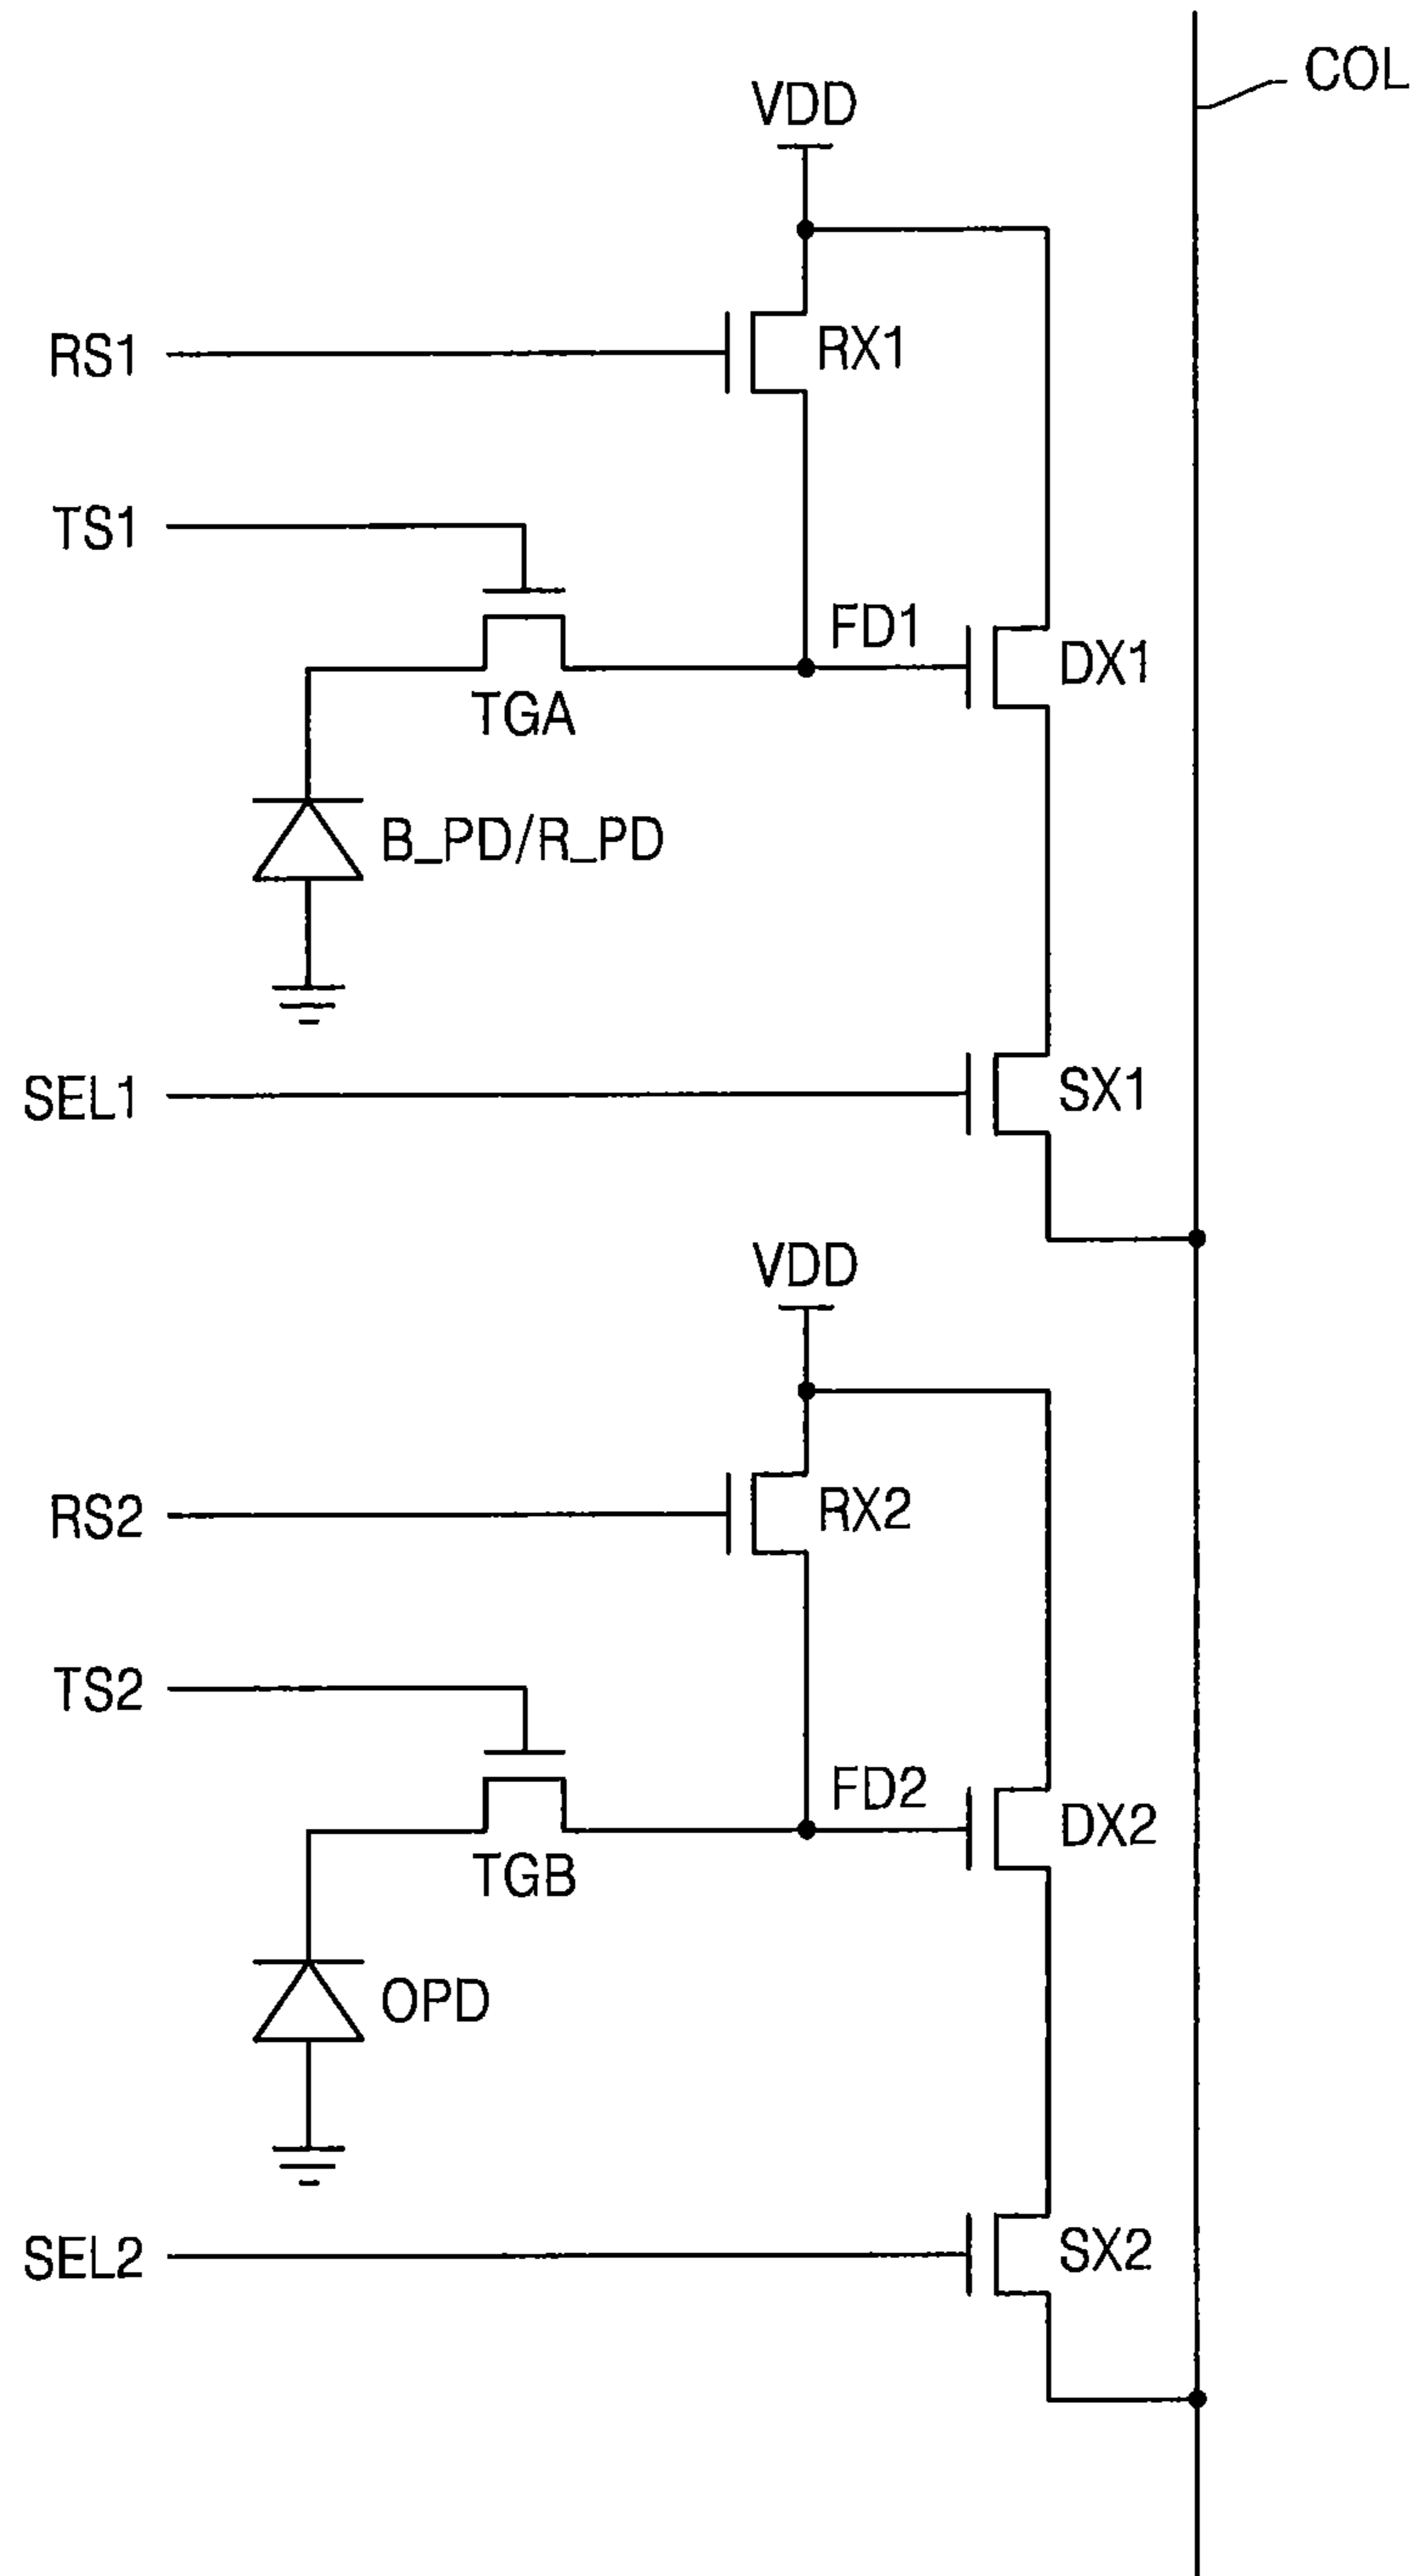 COL
VDD
RS1
RX1
TS1
FD1
DX1
TGA
B_PD/R_PD
SEL1
SX1
VDD
RS2
RX2
TS2
FD2
DX2
TGB
OPD
SEL2
SX2